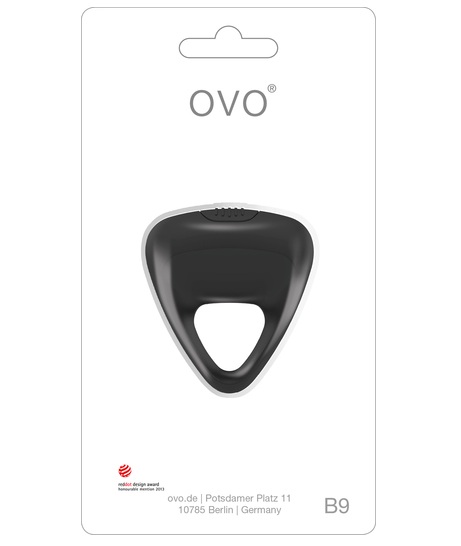 OVO®
reddot design award
honourable mention 2013
ovo.de | Potsdamer Platz 11
10785 Berlin | Germany
B9